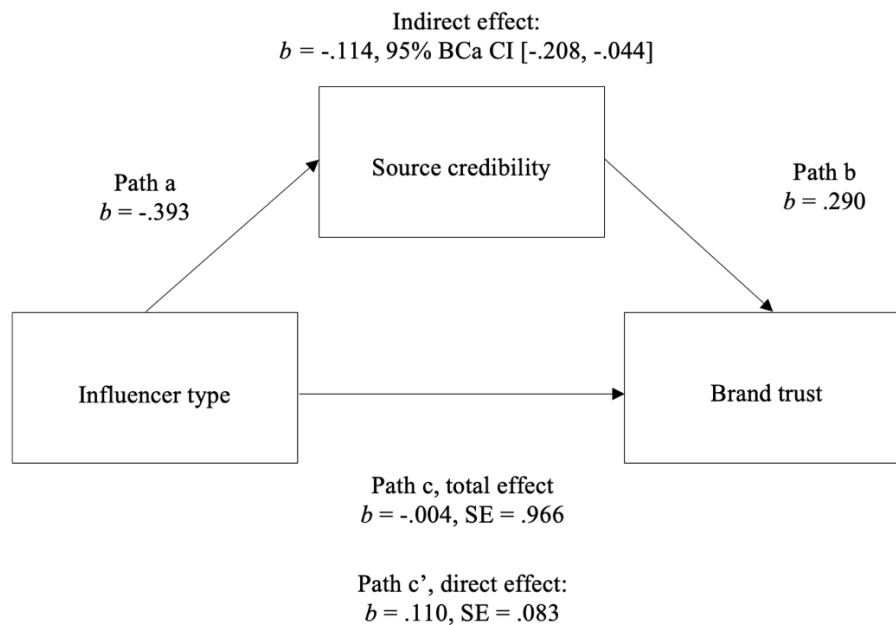 Indirect effect:
b = -.114, 95% BCa CI [-.208, -.044]
Source credibility
Path a
b = -.393
Path b
b = .290
Influencer type
Brand trust
Path c, total effect
b = -.004, SE = .966
Path c’, direct effect:
b = .110, SE = .083